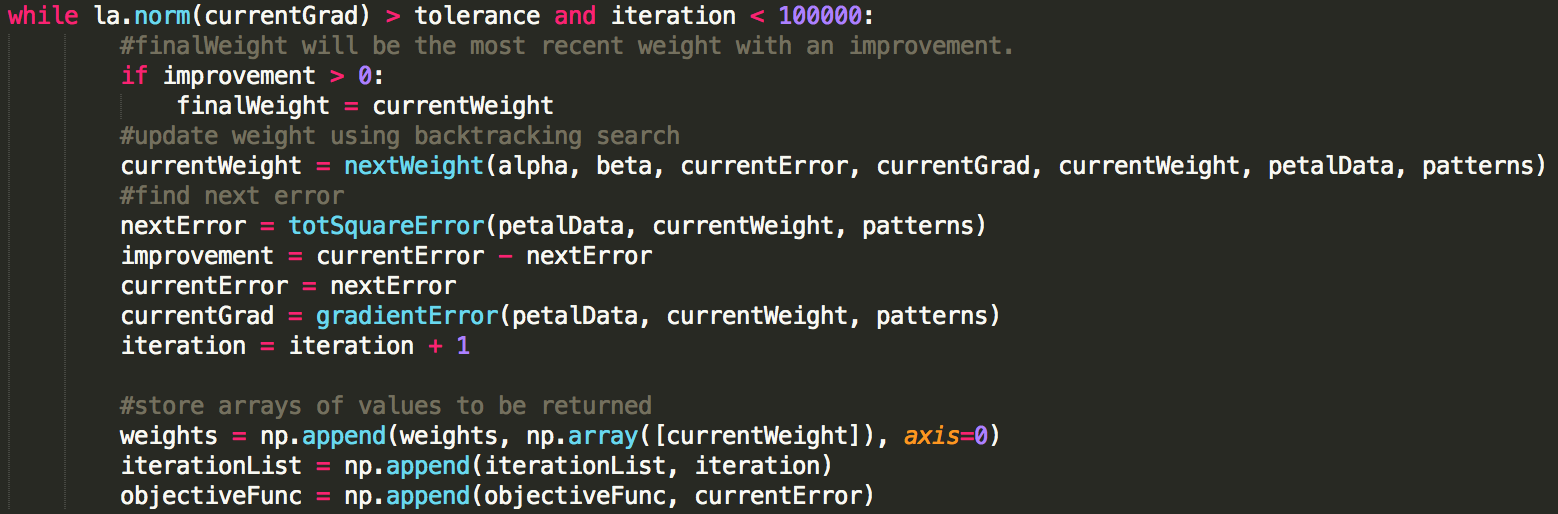 while la.norm(currentGrad) > tolerance and iteration < 100000:
#finalWeight will be the most recent weight with an improvement.
if improvement > 0:
finalWeight = currentWeight
#update weight using backtracking search
currentWeight = nextWeight(alpha, beta, currentError, currentGrad, currentWeight, petalData, patterns)
#find next error
nextError = totSquareError(petalData, currentWeight, patterns)
improvement = currentError - nextError
currentError = nextError
currentGrad = gradientError(petalData, currentWeight, patterns)
iteration = iteration + 1
#store arrays of values to be returned
weights = np.append(weights, np.array([currentWeight]), axis=0)
iterationList = np.append(iterationList, iteration)
objectiveFunc = np.append(objectiveFunc, currentError)